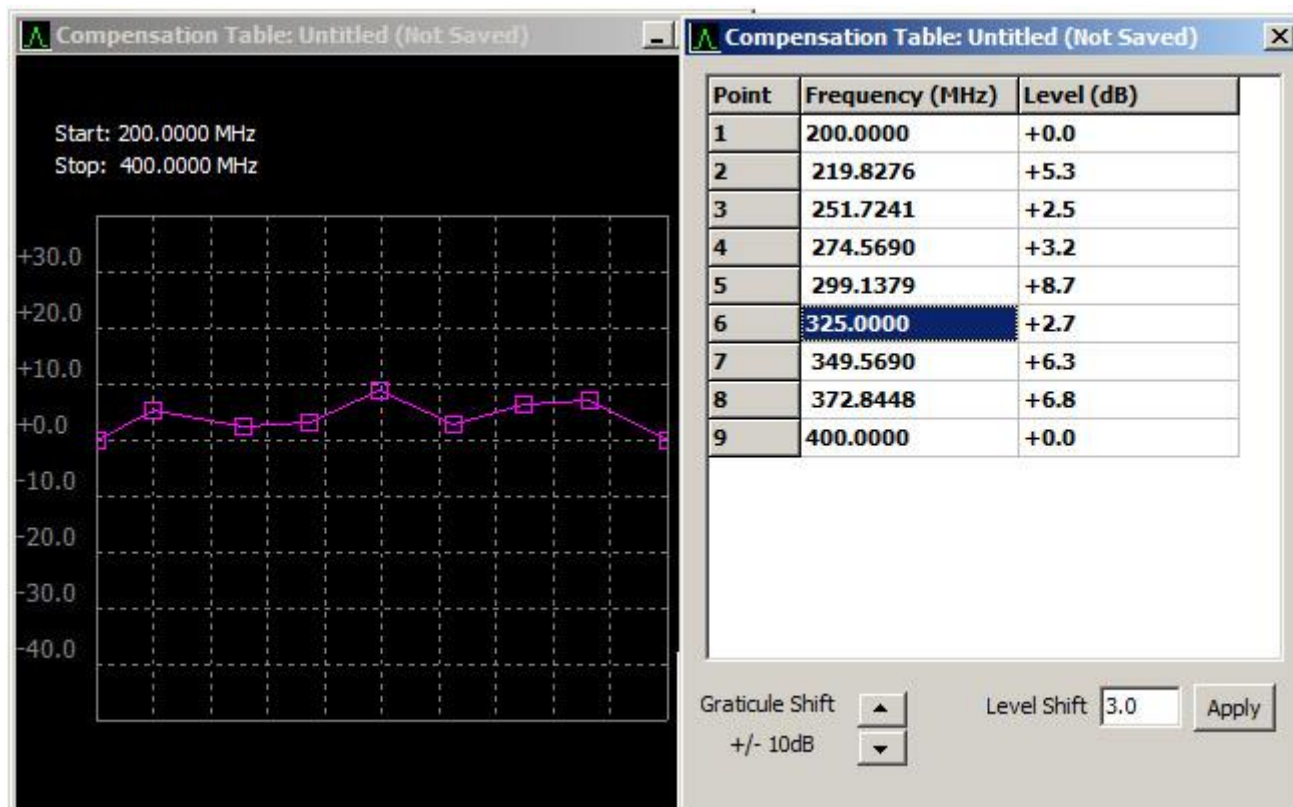 Compensation Table: Untitled (Not Saved)
Start: 200.0000 MHz
Stop: 400.0000 MHz
+30.0
+20.0
+10.0
+0.0
-10.0
-20.0
-30.0
-40.0
Compensation Table: Untitled (Not Saved)
Point Frequency (MHz) Level (dB)
1 200.0000 +0.0
2 219.8276 +5.3
3 251.7241 +2.5
4 274.5690 +3.2
5 299.1379 +8.7
6 325.0000 +2.7
7 349.5690 +6.3
8 372.8448 +6.8
9 400.0000 +0.0
Graticule Shift
+/- 10dB
Level Shift 3.0 Apply